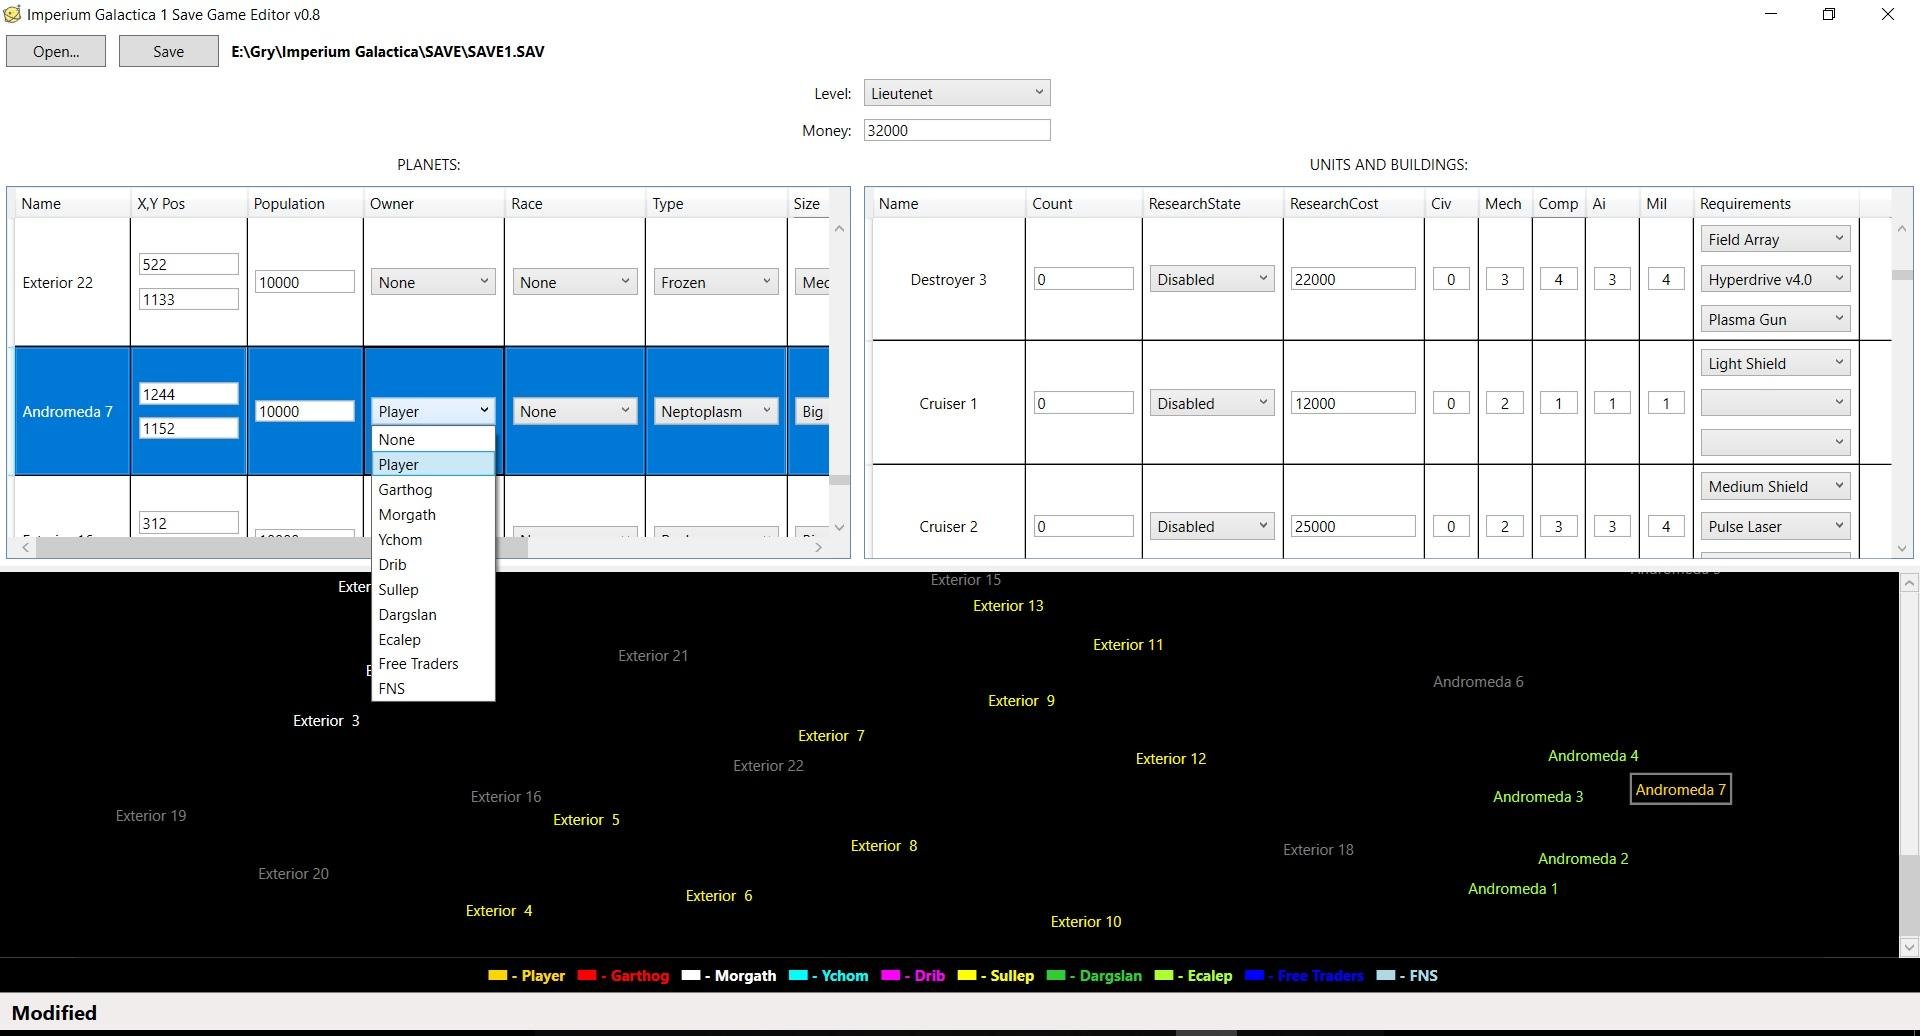 Imperium Galactica 1 Save Game Editor v0.8
Open...
Save
E:\Gry\Imperium Galactica\SAVE\SAVE1.SAV
Level: Lieutenet
Money: 32000
PLANETS:
Name X,Y Pos Population Owner Race Type Size
Exterior 22 522 1133 10000 None None Frozen
Andromeda 7 1244 1152 10000 Player None Neptoplasm Big
312
None
Player
Garthog
Morgath
Ychom
Drib
Sullep
Dargslan
Ecalep
Free Traders
FNS
UNITS AND BUILDINGS:
Name Count ResearchState ResearchCost Civ Mech Comp Ai Mil Requirements
Field Array
Destroyer 3 0 Disabled 22000 0 3 4 3 4 Hyperdrive v4.0
Plasma Gun
Light Shield
Cruiser 1 0 Disabled 12000 0 2 1 1 1
Medium Shield
Cruiser 2 0 Disabled 25000 0 2 3 3 4 Pulse Laser
Exterior 15
Exterior 13
Exterior 11
Exterior 21
Andromeda 6
Exterior 9
Exterior 3
Exterior 7
Andromeda 4
Exterior 12
Exterior 22
Andromeda 7
Exterior 16
Andromeda 3
Exterior 19
Exterior 5
Exterior 8
Exterior 18
Andromeda 2
Exterior 20
Andromeda 1
Exterior 6
Exterior 4
Exterior 10
- Player - Garthog - Morgath - Ychom - Drib - Sullep - Dargslan - Ecalep - Free Traders - FNS
Modified